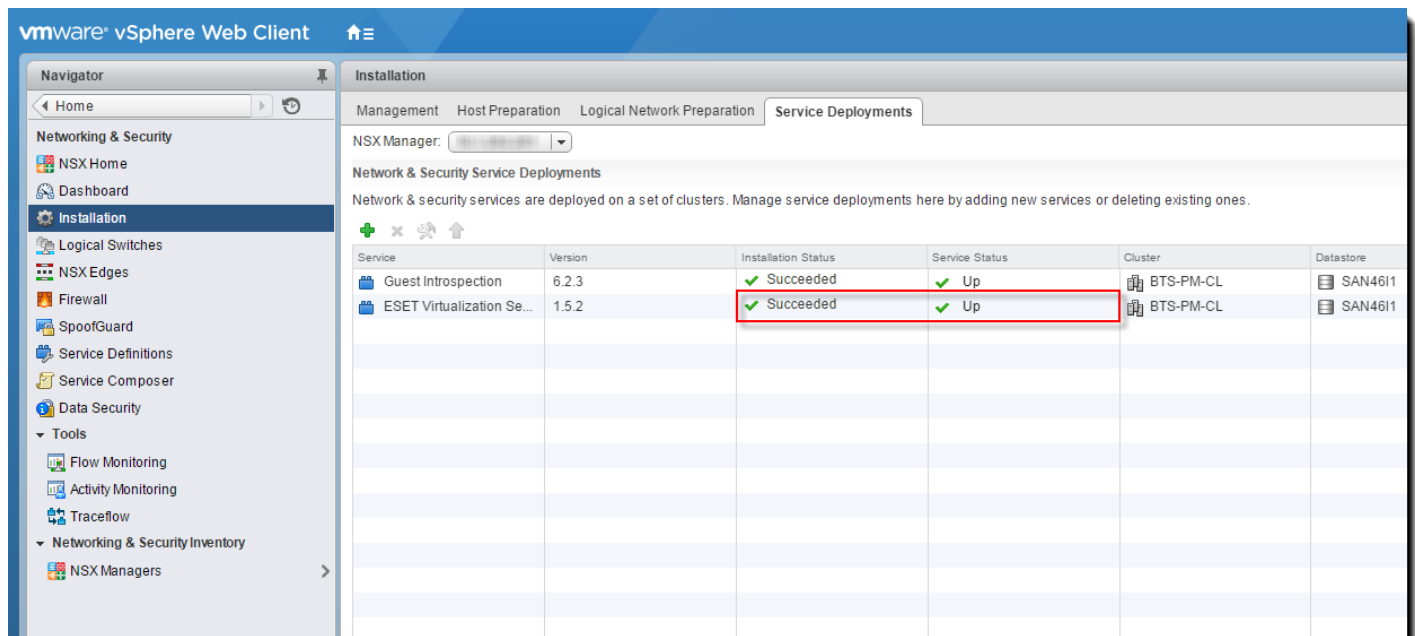 vmware® vSphere Web Client
Navigator
Home
Networking & Security
NSX Home
Dashboard
Installation
Logical Switches
NSX Edges
Firewall
SpoofGuard
Service Definitions
Service Composer
Data Security
Tools
Flow Monitoring
Activity Monitoring
Traceflow
Networking & Security Inventory
NSX Managers
Installation
Management Host Preparation Logical Network Preparation Service Deployments
NSX Manager:
Network & Security Service Deployments
Network & security services are deployed on a set of clusters. Manage service deployments here by adding new services or deleting existing ones.
Service Version Installation Status Service Status Cluster Datastore
Guest Introspection 6.2.3 Succeeded Up BTS-PM-CL SAN46I1
ESET Virtualization Se... 1.5.2 Succeeded Up BTS-PM-CL SAN46I1